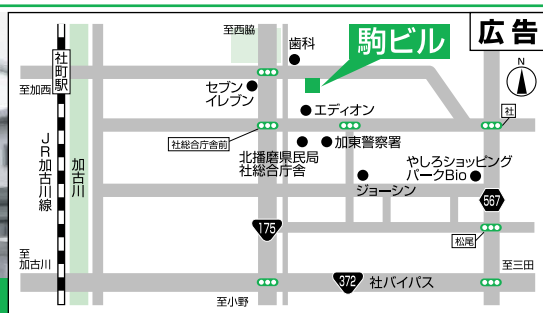 広告
至西脇
歯科
駒ビル
N
社町駅
至加西
セブン
イレブン
エディオン
社
社総合庁舎前
加東警察署
北播磨県民局
社総合庁舎
やしろショッピング
パークBio
ジョーシン
JR加古川線
加古川
567
175
松尾
至
加古川
372
社バイパス
至三田
至小野